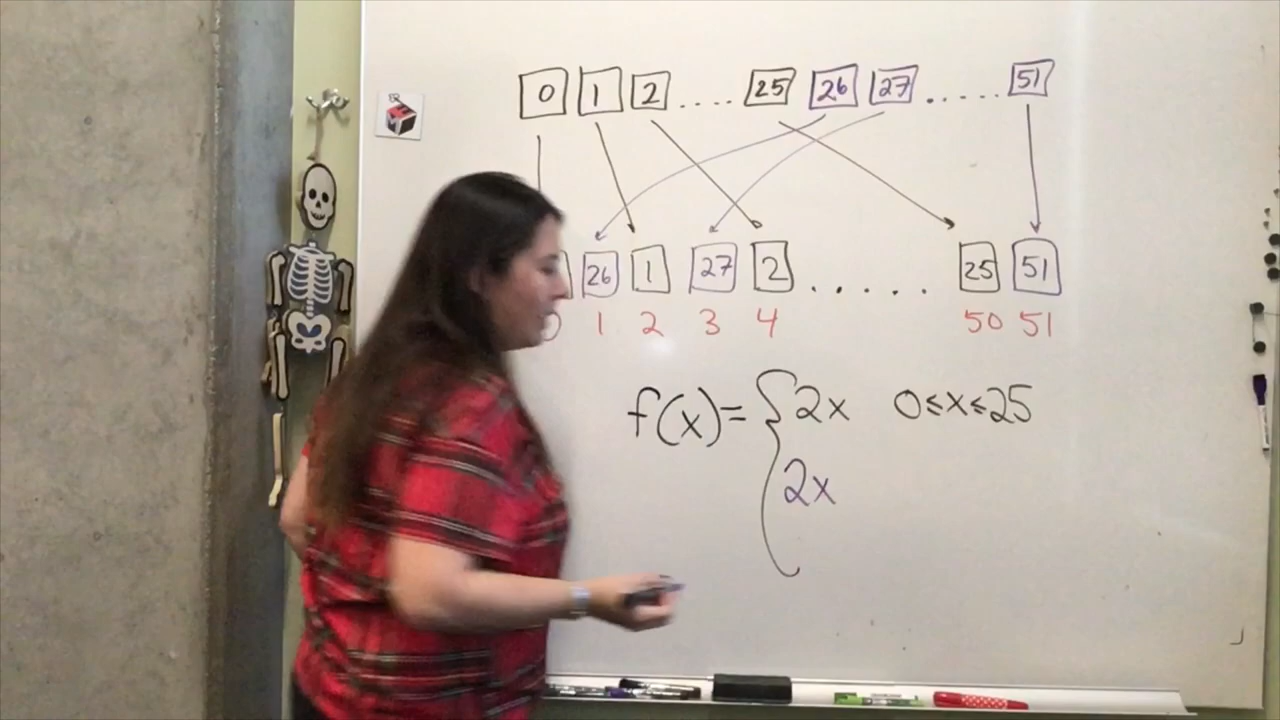 0 1 2 ..... 25 26 27 ..... 51
26 1 27 2 ...... 25 51
0 1 2 3 4 50 51
f(x)= { 2x 0≤x≤25
2x